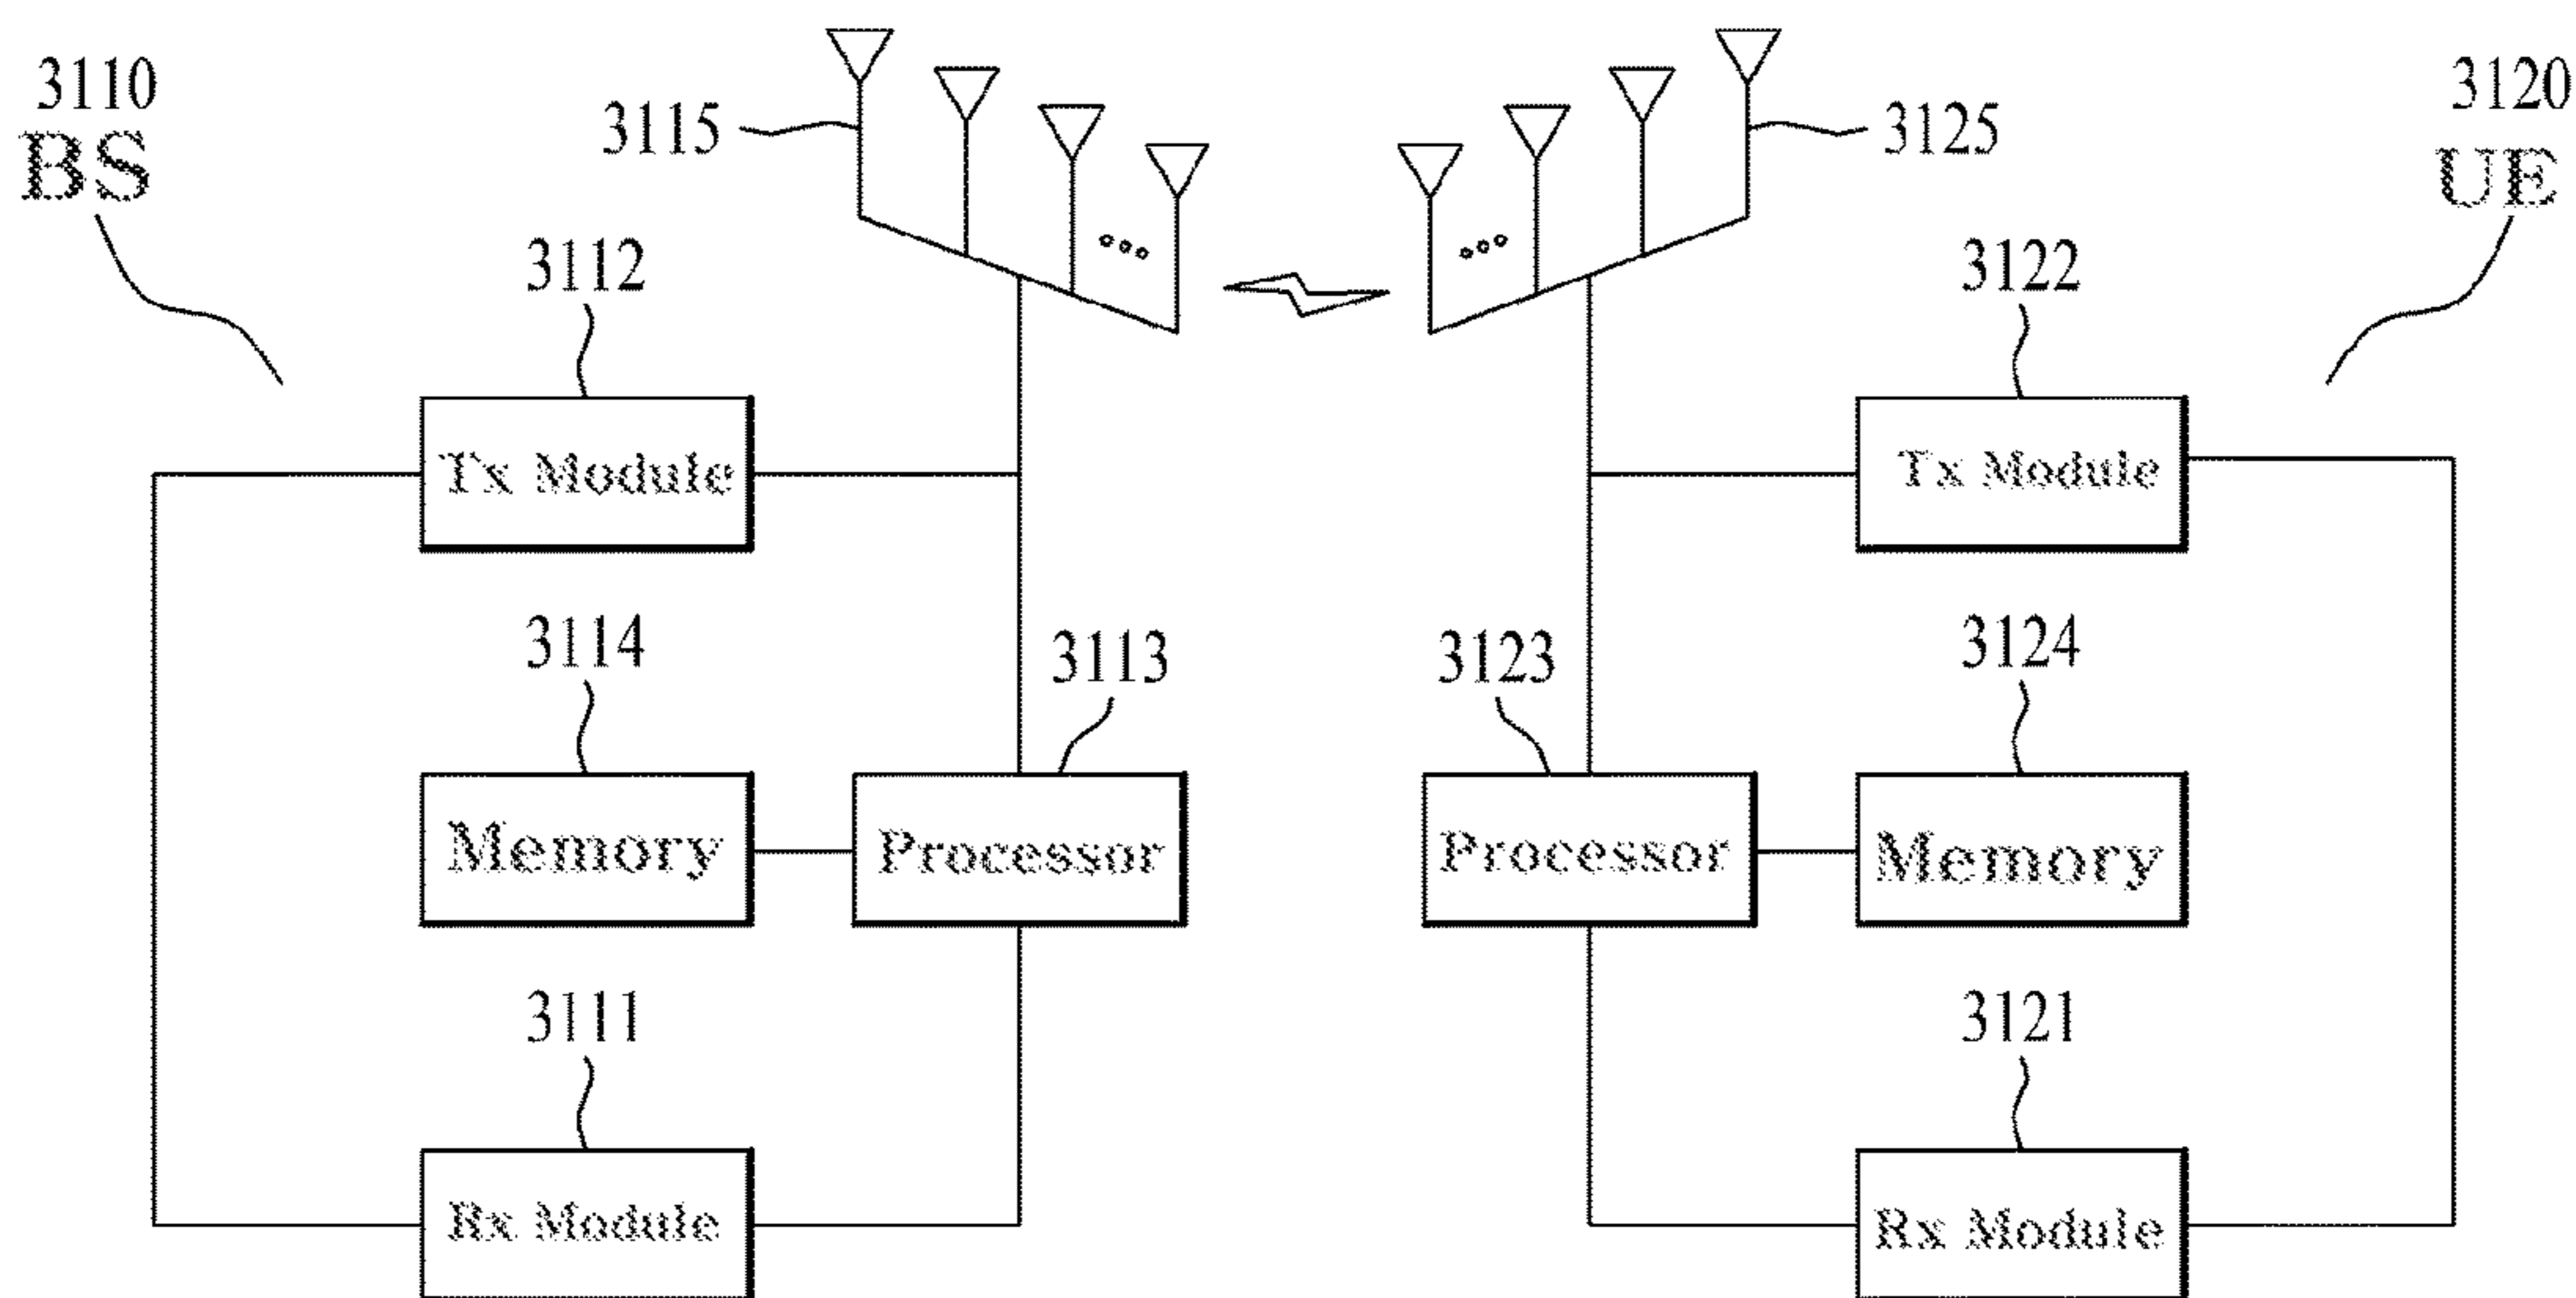 3110
BS
3115
3125
3120
UE
3112
Tx Module
3122
Tx Module
3114
3113
3123
3124
Memory
Processor
Processor
Memory
3111
Rx Module
3121
Rx Module